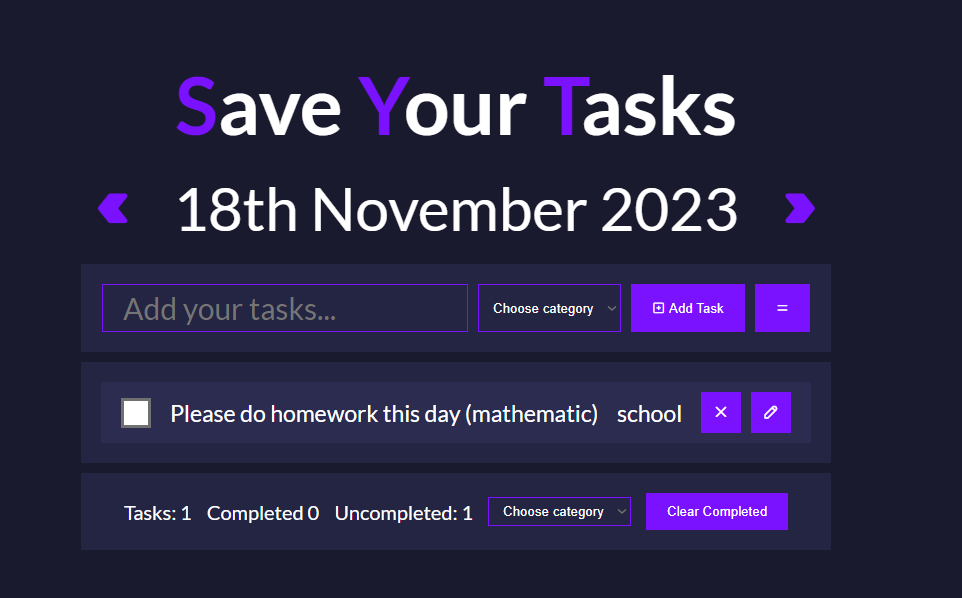 Save Your Tasks
18th November 2023
Add your tasks... Choose category Add Task =
Please do homework this day (mathematic) school
Tasks: 1 Completed 0 Uncompleted: 1 Choose category Clear Completed